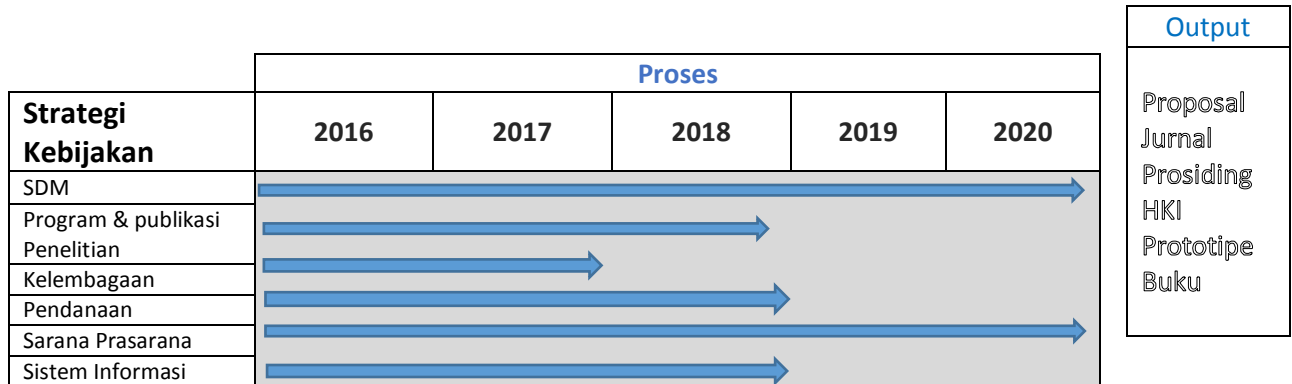 Output
Proses
Strategi
Kebijakan
2016
2017
2018
2019
2020
SDM
Program & publikasi
Penelitian
Kelembagaan
Pendanaan
Sarana Prasarana
Sistem Informasi
Proposal
Jurnal
Prosiding
HKI
Prototipe
Buku